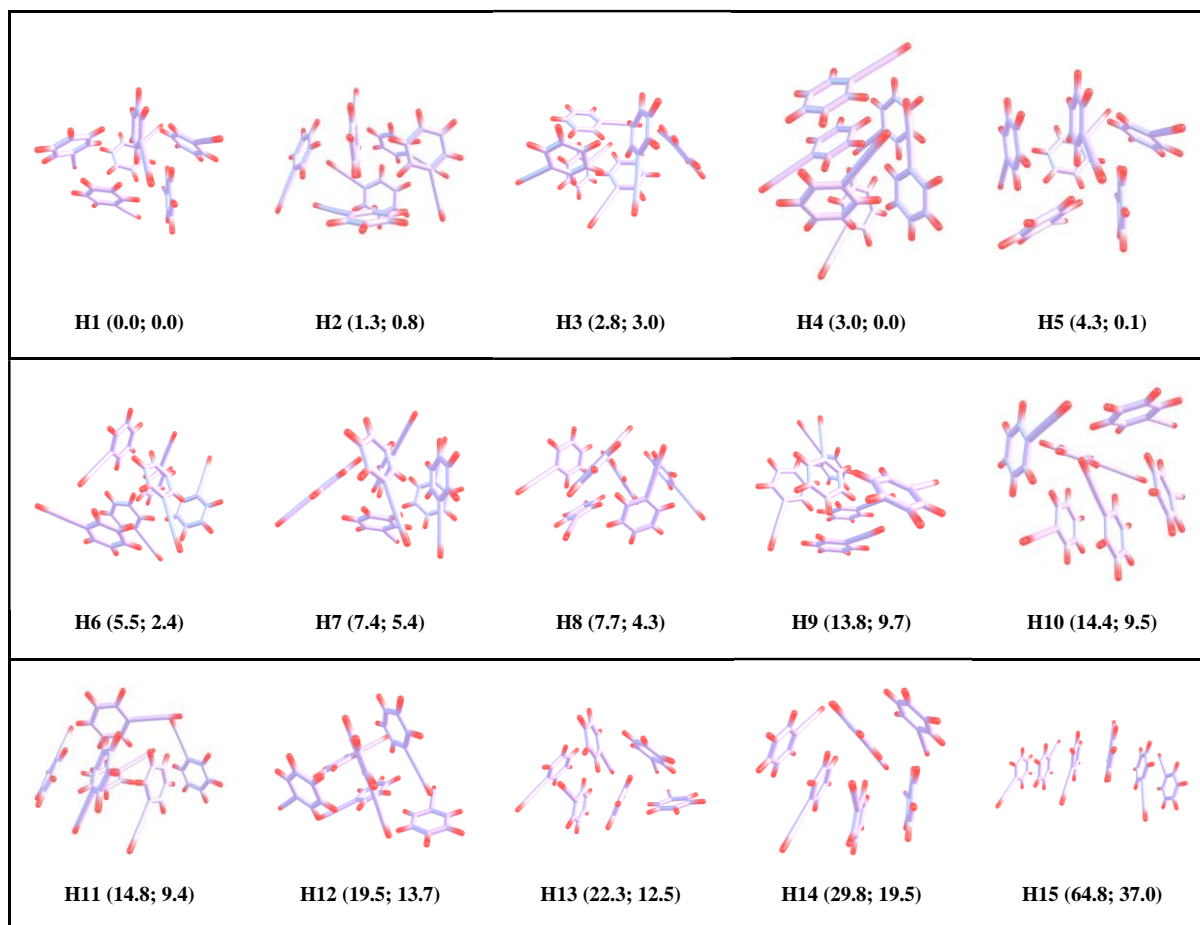 H1 (0.0; 0.0)
H2 (1.3; 0.8)
H3 (2.8; 3.0)
H4 (3.0; 0.0)
H5 (4.3; 0.1)
H6 (5.5; 2.4)
H7 (7.4; 5.4)
H8 (7.7; 4.3)
H9 (13.8; 9.7)
H10 (14.4; 9.5)
H11 (14.8; 9.4)
H12 (19.5; 13.7)
H13 (22.3; 12.5)
H14 (29.8; 19.5)
H15 (64.8; 37.0)